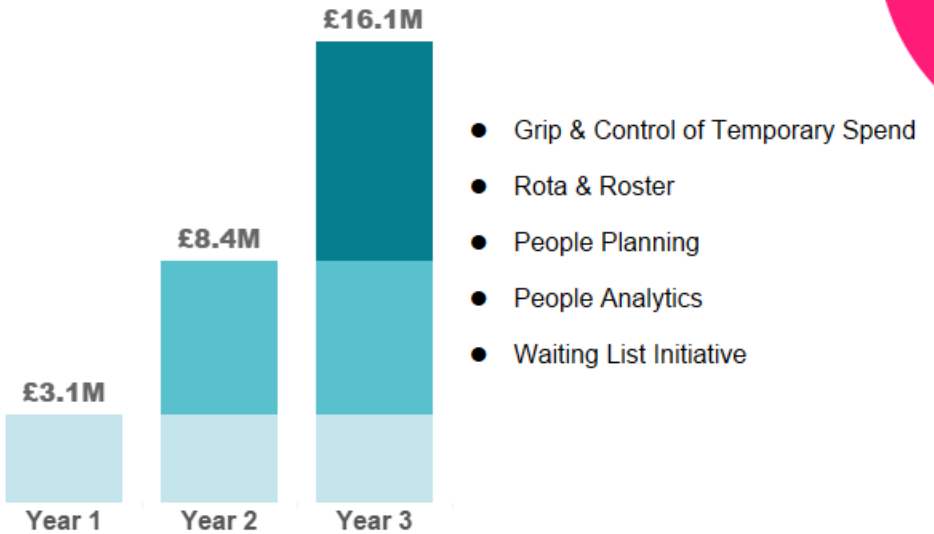 £16.1M
£8.4M
£3.1M
Year 1
Year 2
Year 3
● Grip & Control of Temporary Spend
● Rota & Roster
● People Planning
● People Analytics
● Waiting List Initiative